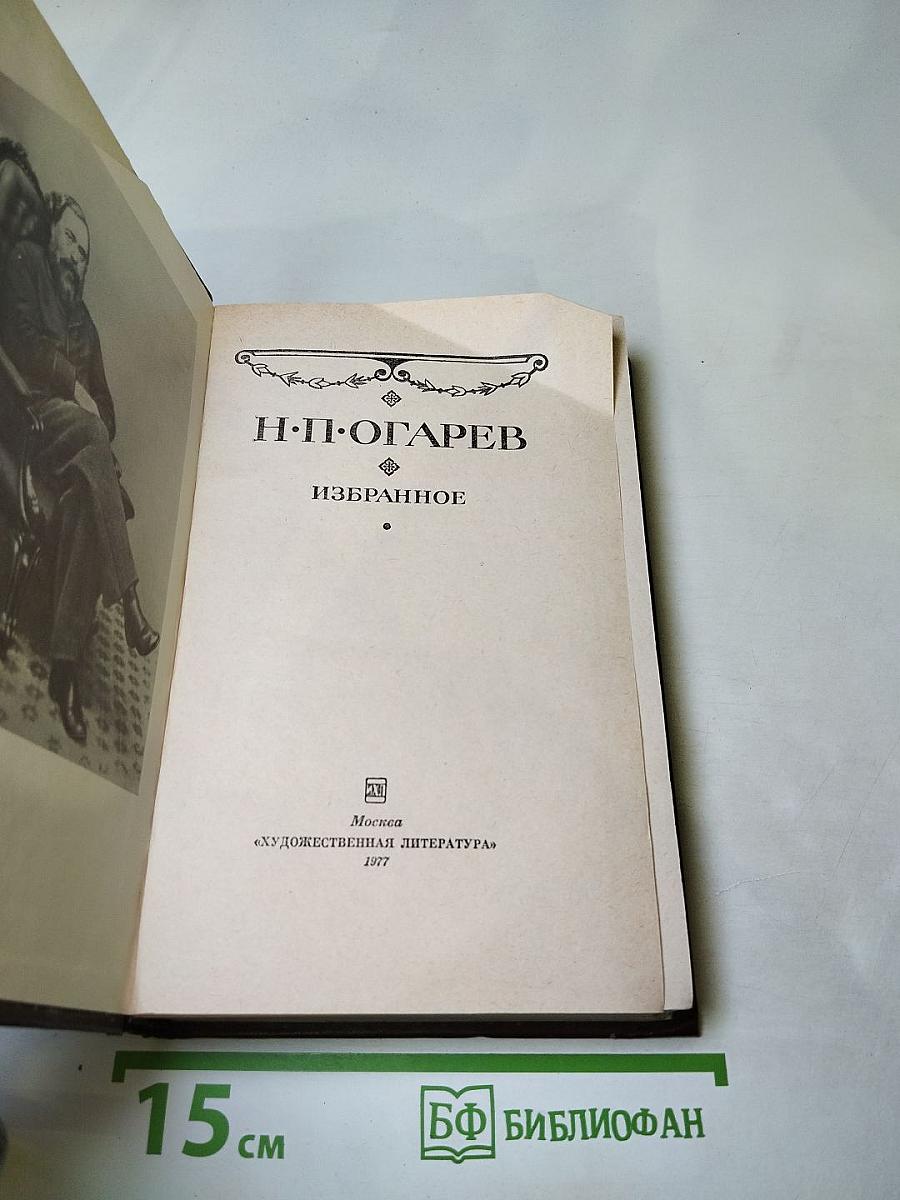 Н·П·ОГАРЕВ
ИЗБРАННОЕ
Москва
«ХУДОЖЕСТВЕННАЯ ЛИТЕРАТУРА»
1977
15 см
БФ БИБЛИОФАН